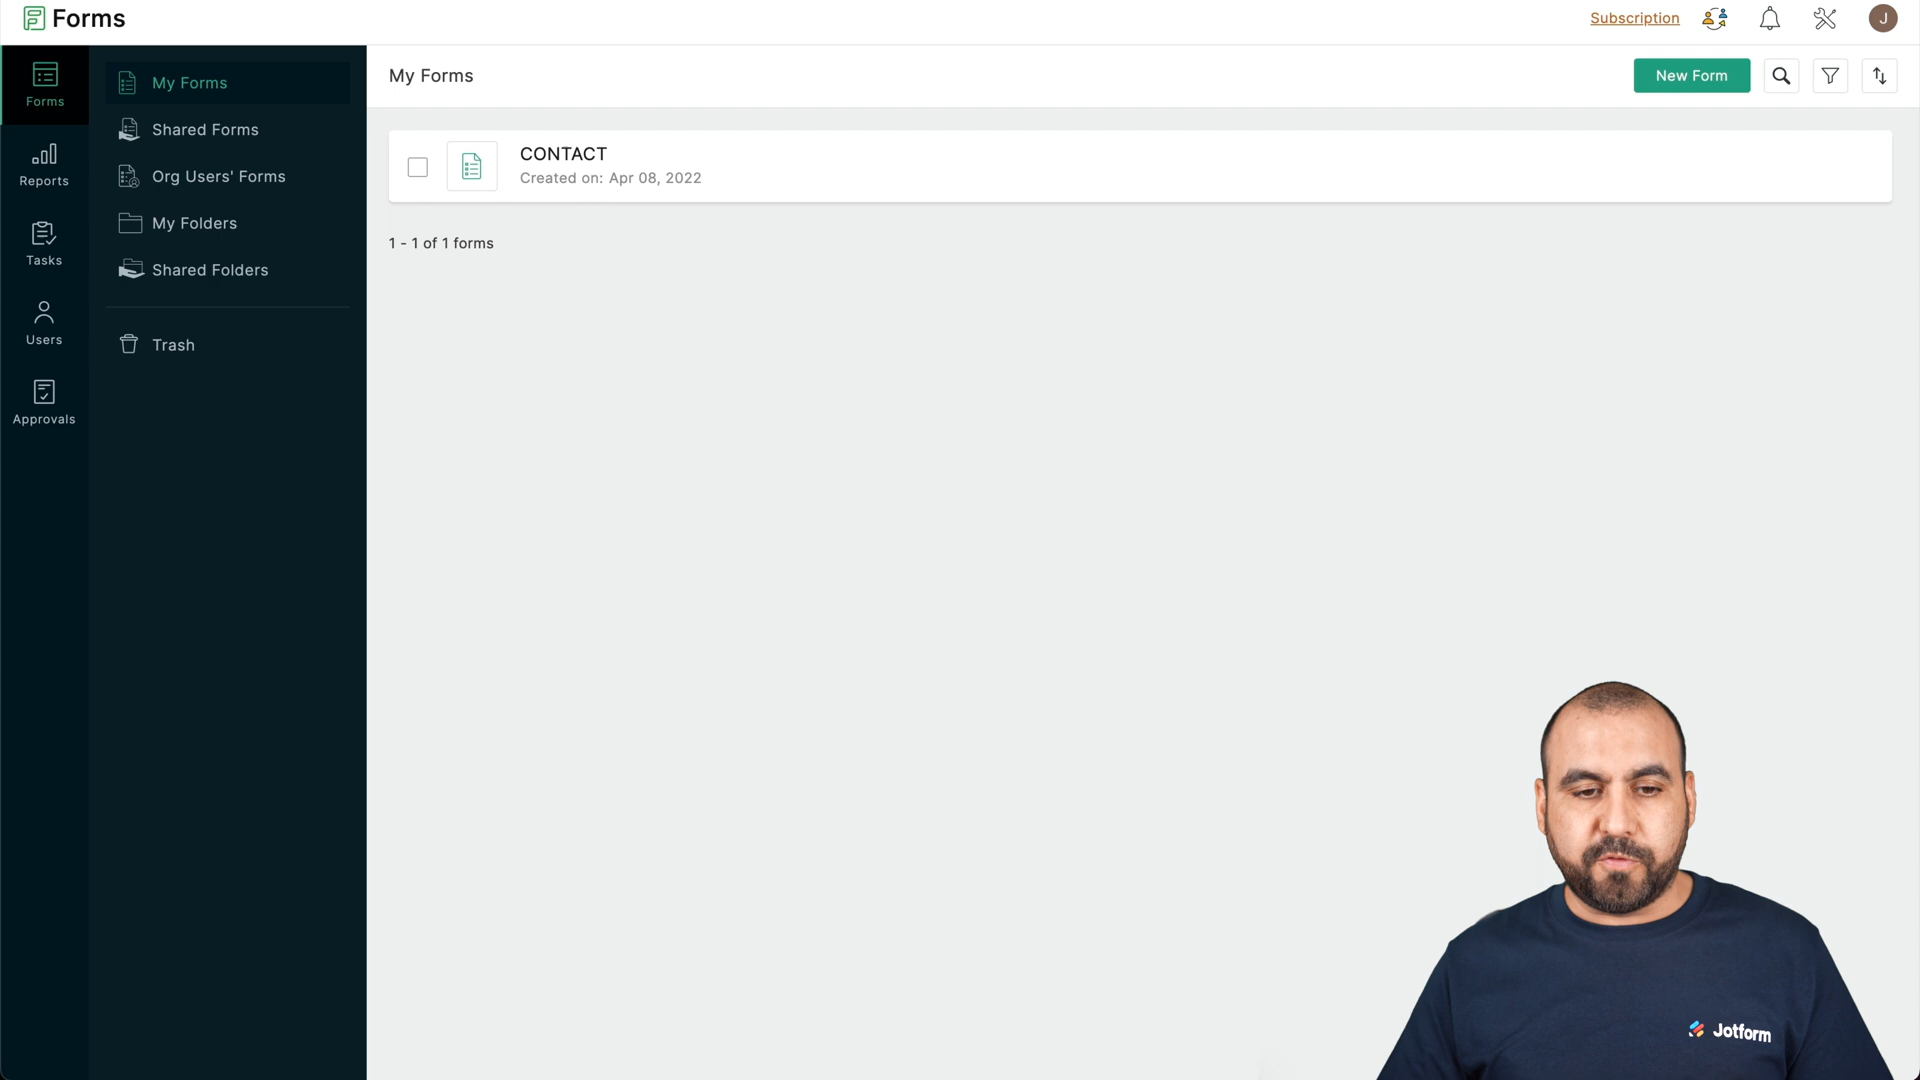 Forms
Subscription
J
Forms
Reports
Tasks
Users
Approvals
My Forms
Shared Forms
Org Users' Forms
My Folders
Shared Folders
Trash
My Forms
New Form
CONTACT
Created on: Apr 08, 2022
1 - 1 of 1 forms
Jotform